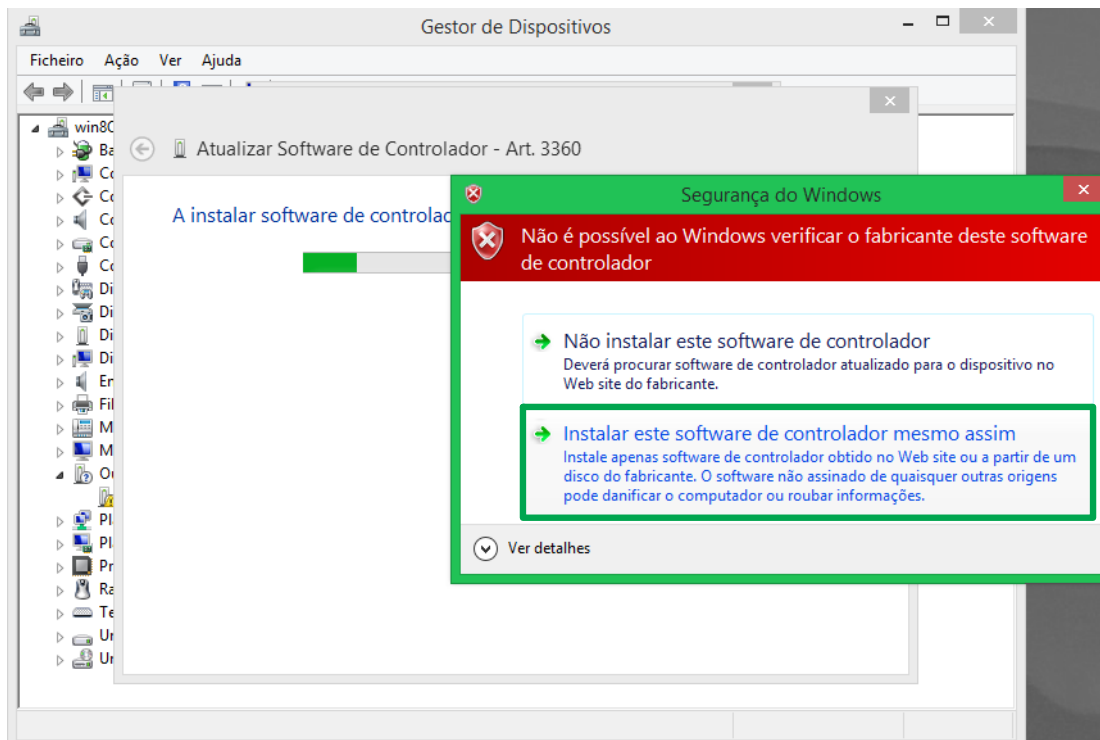 Gestor de Dispositivos
Ficheiro Ação Ver Ajuda
Atualizar Software de Controlador - Art. 3360
A instalar software de
Segurança do Windows
Não é possível ao Windows verificar o fabricante deste software
de controlador
Não instalar este software de controlador
Deverá procurar software de controlador atualizado para o dispositivo no
Web site do fabricante.
Instalar este software de controlador mesmo assim
Instale apenas software de controlador obtido no Web site ou a partir de um
disco do fabricante. O software não assinado de quaisquer outras origens
pode danificar o computador ou roubar informações.
Ver detalhes